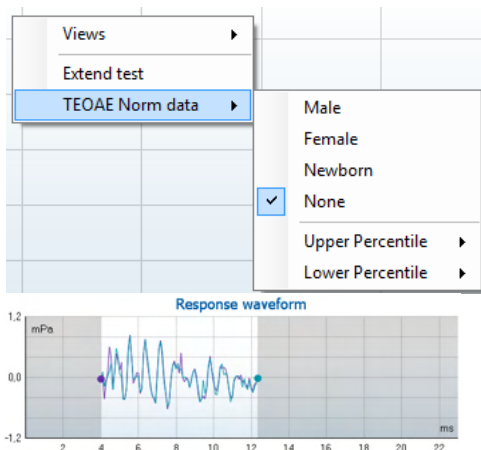 Views
Extend test
TEOAE Norm data
Male
Female
Newborn
None
Upper Percentile
Lower Percentile
Response waveform
1,2
mPa
0,0
-1,2
ms
2 4 6 8 10 12 14 16 18 20 22